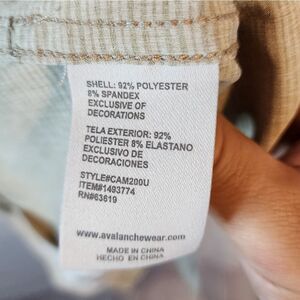 SHELL: 92% POLYESTER
8% SPANDEX
EXCLUSIVE OF
DECORATIONS
TELA EXTERIOR: 92%
POLIESTER 8% ELASTANO
EXCLUSIVO DE
DECORACIONES
STYLE#CAM200U
ITEM#1493774
RN#63619
www.avalanchewear.com
MADE IN CHINA
HECHO EN CHINA